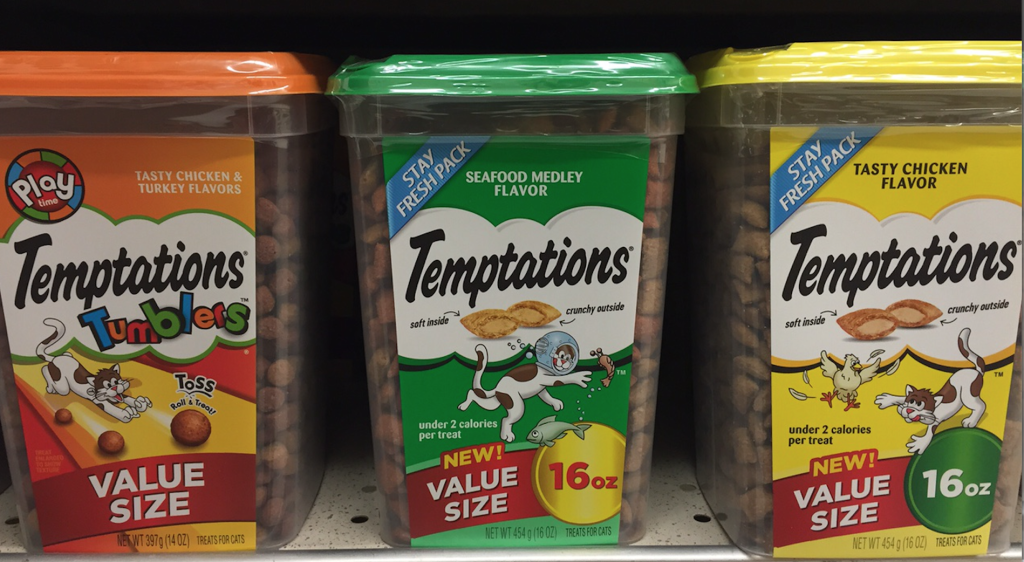 Play
time
TASTY CHICKEN &
TURKEY FLAVORS
Temptations®
Tumblers™
Toss
Roll & Treat!
VALUE
SIZE
NET WT 397g (14 OZ) TREATS FOR CATS
STAY
FRESH PACK
SEAFOOD MEDLEY
FLAVOR
Temptations®
soft inside
crunchy outside
™
under 2 calories
per treat
NEW!
VALUE
SIZE
16oz
NET WT 454 g (16 OZ) TREATS FOR CATS
STAY
FRESH PACK
TASTY CHICKEN
FLAVOR
Temptations®
soft inside
crunchy outside
™
under 2 calories
per treat
NEW!
VALUE
SIZE
16oz
NET WT 454 g (16 OZ) TREATS FOR CATS